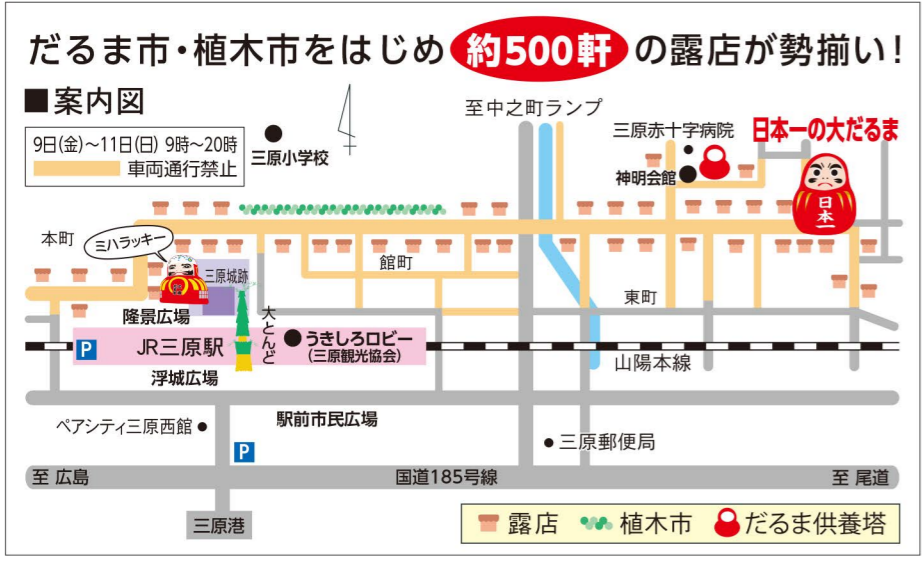 だるま市・植木市をはじめ約500軒の露店が勢揃い!
■案内図
9日(金)～11日(日) 9時～20時
車両通行禁止
三原小学校
至中之町ランプ
三原赤十字病院
神明会館
日本一の大だるま
日本一
本町
ミハラッキー
三原城跡
館町
東町
隆景広場
大とんど
うきしろロビー
(三原観光協会)
P
JR三原駅
山陽本線
浮城広場
駅前市民広場
ペアシティ三原西館
P
三原郵便局
至 広島
国道185号線
至 尾道
三原港
露店
植木市
だるま供養塔